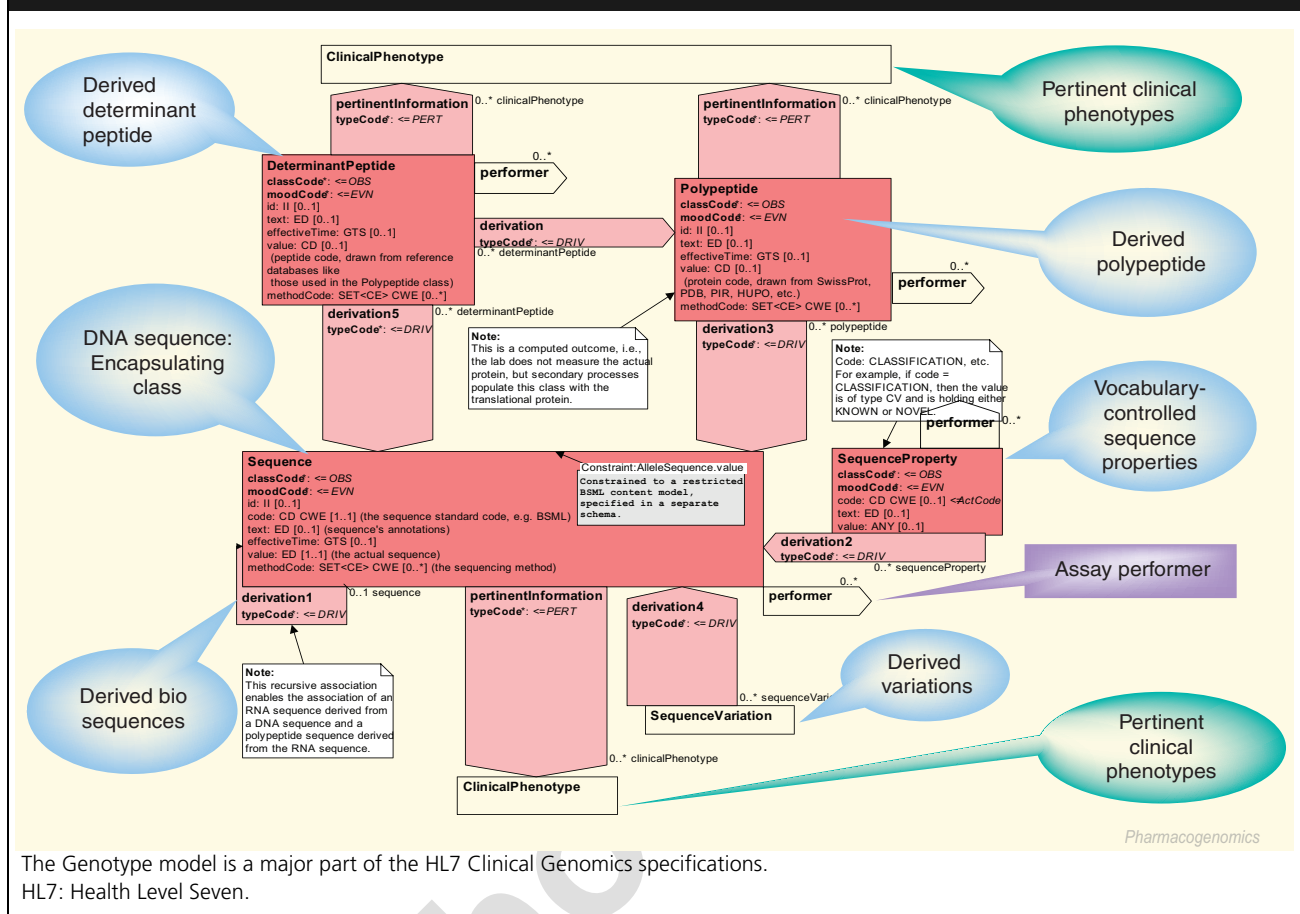 ClinicalPhenotype
Derived
determinant
peptide
Pertinent clinical
phenotypes
pertinentInformation
typeCode*: <= PERT
0..* clinicalPhenotype
pertinentInformation
typeCode*: <= PERT
0..* clinicalPhenotype
DeterminantPeptide
classCode*: <= OBS
moodCode*: <= EVN
id: II [0..1]
text: ED [0..1]
effectiveTime: GTS [0..1]
value: CD [0..1]
(peptide code, drawn from reference
databases like
those used in the Polypeptide class)
methodCode: SET<CE> CWE [0..*]
0..*
performer
derivation
typeCode*: <= DRIV
0..* determinantPeptide
Polypeptide
classCode*: <= OBS
moodCode*: <= EVN
id: II [0..1]
text: ED [0..1]
effectiveTime: GTS [0..1]
value: CD [0..1]
(protein code, drawn from SwissProt,
PDB, PIR, HUPO, etc.)
methodCode: SET<CE> CWE [0..*]
Derived
polypeptide
0..*
performer
DNA sequence:
Encapsulating
class
derivation5
typeCode*: <= DRIV
0..* determinantPeptide
Note:
This is a computed outcome, i.e.,
the lab does not measure the actual
protein, but secondary processes
populate this class with the
translational protein.
derivation3
typeCode*: <= DRIV
0..* polypeptide
Note:
Code: CLASSIFICATION, etc.
For example, if code =
CLASSIFICATION, then the value
is of type CV and is holding either
KNOWN or NOVEL.
performer
0..*
Vocabulary-
controlled
sequence
properties
Sequence
classCode*: <= OBS
moodCode*: <= EVN
id: II [0..1]
code: CD CWE [1..1] (the sequence standard code, e.g. BSML)
text: ED [0..1] (sequence's annotations)
effectiveTime: GTS [0..1]
value: ED [1..1] (the actual sequence)
methodCode: SET<CE> CWE [0..*] (the sequencing method)
Constraint:AlleleSequence.value
Constrained to a restricted
BSML content model,
specified in a separate
schema.
SequenceProperty
classCode*: <= OBS
moodCode*: <= EVN
code: CD CWE [0..1] <= ActCode
text: ED [0..1]
value: ANY [0..1]
derivation2
typeCode*: <= DRIV
0..* sequenceProperty
Assay performer
derivation1
typeCode*: <= DRIV
0..1 sequence
pertinentInformation
typeCode*: <= PERT
derivation4
typeCode*: <= DRIV
0..*
performer
Note:
This recursive association
enables the association of an
RNA sequence derived from
a DNA sequence and a
polypeptide sequence derived
from the RNA sequence.
Derived bio
sequences
Derived
variations
0..* sequenceVari
SequenceVariation
0..* clinicalPhenotype
ClinicalPhenotype
Pertinent
clinical
phenotypes
Pharmacogenomics
The Genotype model is a major part of the HL7 Clinical Genomics specifications.
HL7: Health Level Seven.